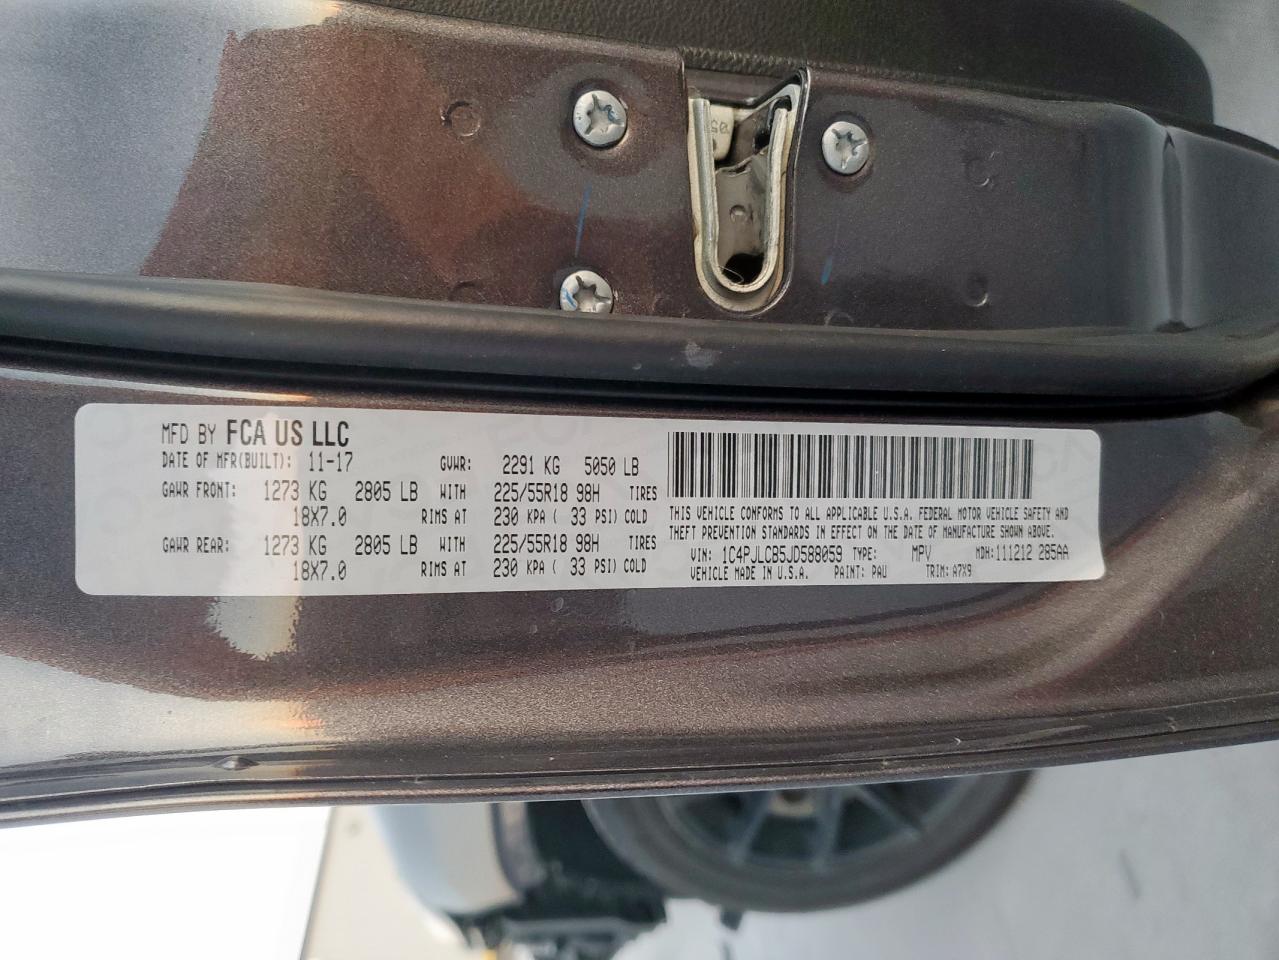 MFD BY FCA US LLC
DATE OF MFR(BUILT): 11-17 GVWR: 2291 KG 5050 LB
GAWR FRONT: 1273 KG 2805 LB WITH 225/55R18 98H TIRES
18X7.0 RIMS AT 230 KPA ( 33 PSI) COLD
GAWR REAR: 1273 KG 2805 LB WITH 225/55R18 98H TIRES
18X7.0 RIMS AT 230 KPA ( 33 PSI) COLD
THIS VEHICLE CONFORMS TO ALL APPLICABLE U.S.A. FEDERAL MOTOR VEHICLE SAFETY AND
THEFT PREVENTION STANDARDS IN EFFECT ON THE DATE OF MANUFACTURE SHOWN ABOVE.
VIN: 1C4PJLCB5JD588059 TYPE: MPV MDH:111212 285AA
VEHICLE MADE IN U.S.A. PAINT: PAU TRIM: A7X9